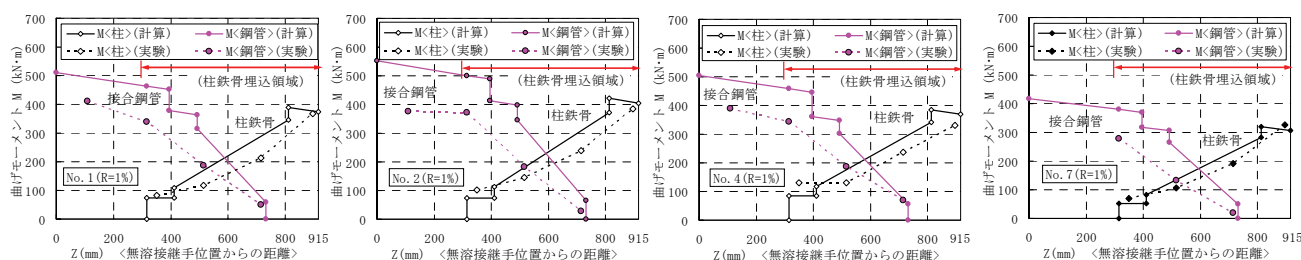 700
600
500
400
300
200
100
0
曲げモーメント M (kN・m)
M<柱>(計算)
M<鋼管>(計算)
M<柱>(実験)
M<鋼管>(実験)
(柱鉄骨埋込領域)
接合鋼管
柱鉄骨
No.1(R=1%)
0 200 400 600 800 915
Z(mm) <無溶接継手位置からの距離>
700
600
500
400
300
200
100
0
曲げモーメント M (kN・m)
M<柱>(計算)
M<鋼管>(計算)
M<柱>(実験)
M<鋼管>(実験)
(柱鉄骨埋込領域)
接合鋼管
柱鉄骨
No.2(R=1%)
0 200 400 600 800 915
Z(mm) <無溶接継手位置からの距離>
700
600
500
400
300
200
100
0
曲げモーメント M (kN・m)
M<柱>(計算)
M<鋼管>(計算)
M<柱>(実験)
M<鋼管>(実験)
(柱鉄骨埋込領域)
接合鋼管
柱鉄骨
No.4(R=1%)
0 200 400 600 800 915
Z(mm) <無溶接継手位置からの距離>
700
600
500
400
300
200
100
0
曲げモーメント M (kN・m)
M<柱>(計算)
M<鋼管>(計算)
M<柱>(実験)
M<鋼管>(実験)
(柱鉄骨埋込領域)
接合鋼管
柱鉄骨
No.7(R=1%)
0 200 400 600 800 915
Z(mm) <無溶接継手位置からの距離>